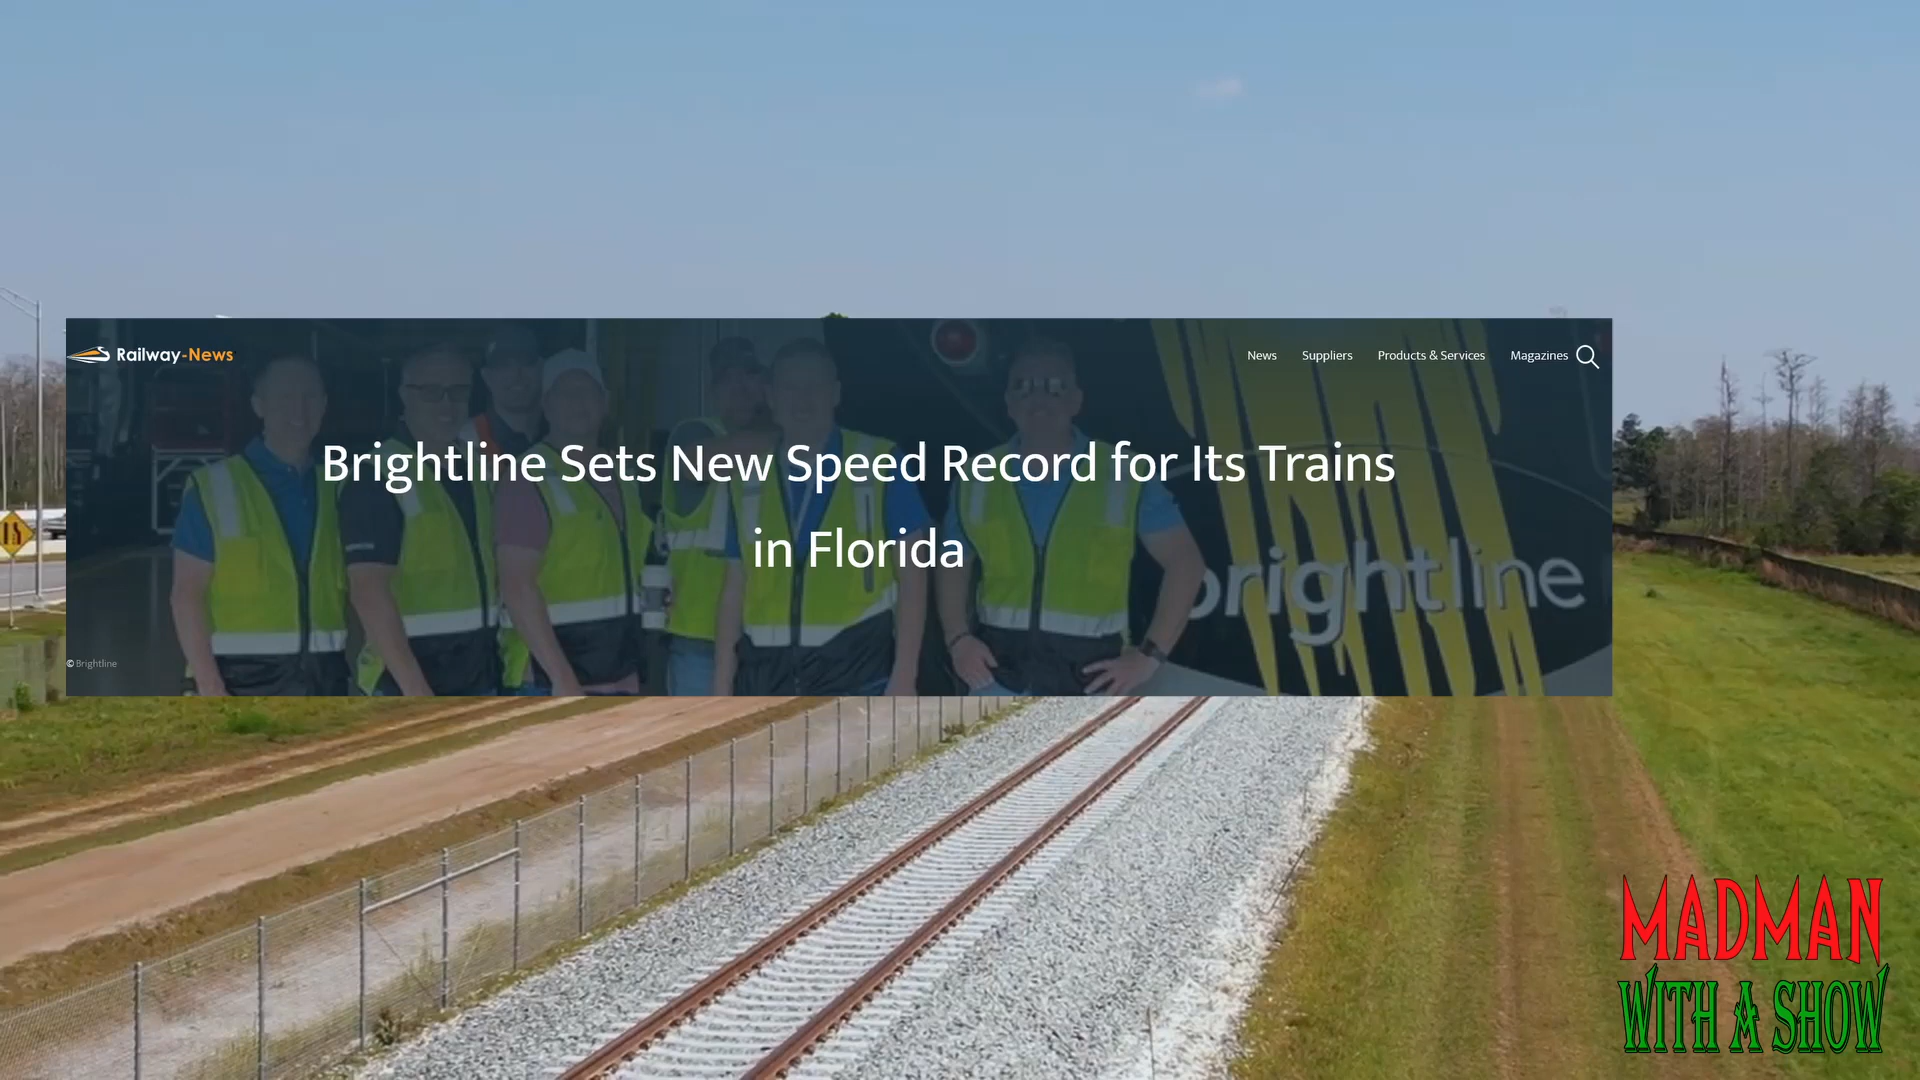 Railway-News
News Suppliers Products & Services Magazines
Brightline Sets New Speed Record for Its Trains
in Florida
brightline
© Brightline
MADMAN
WITH A SHOW